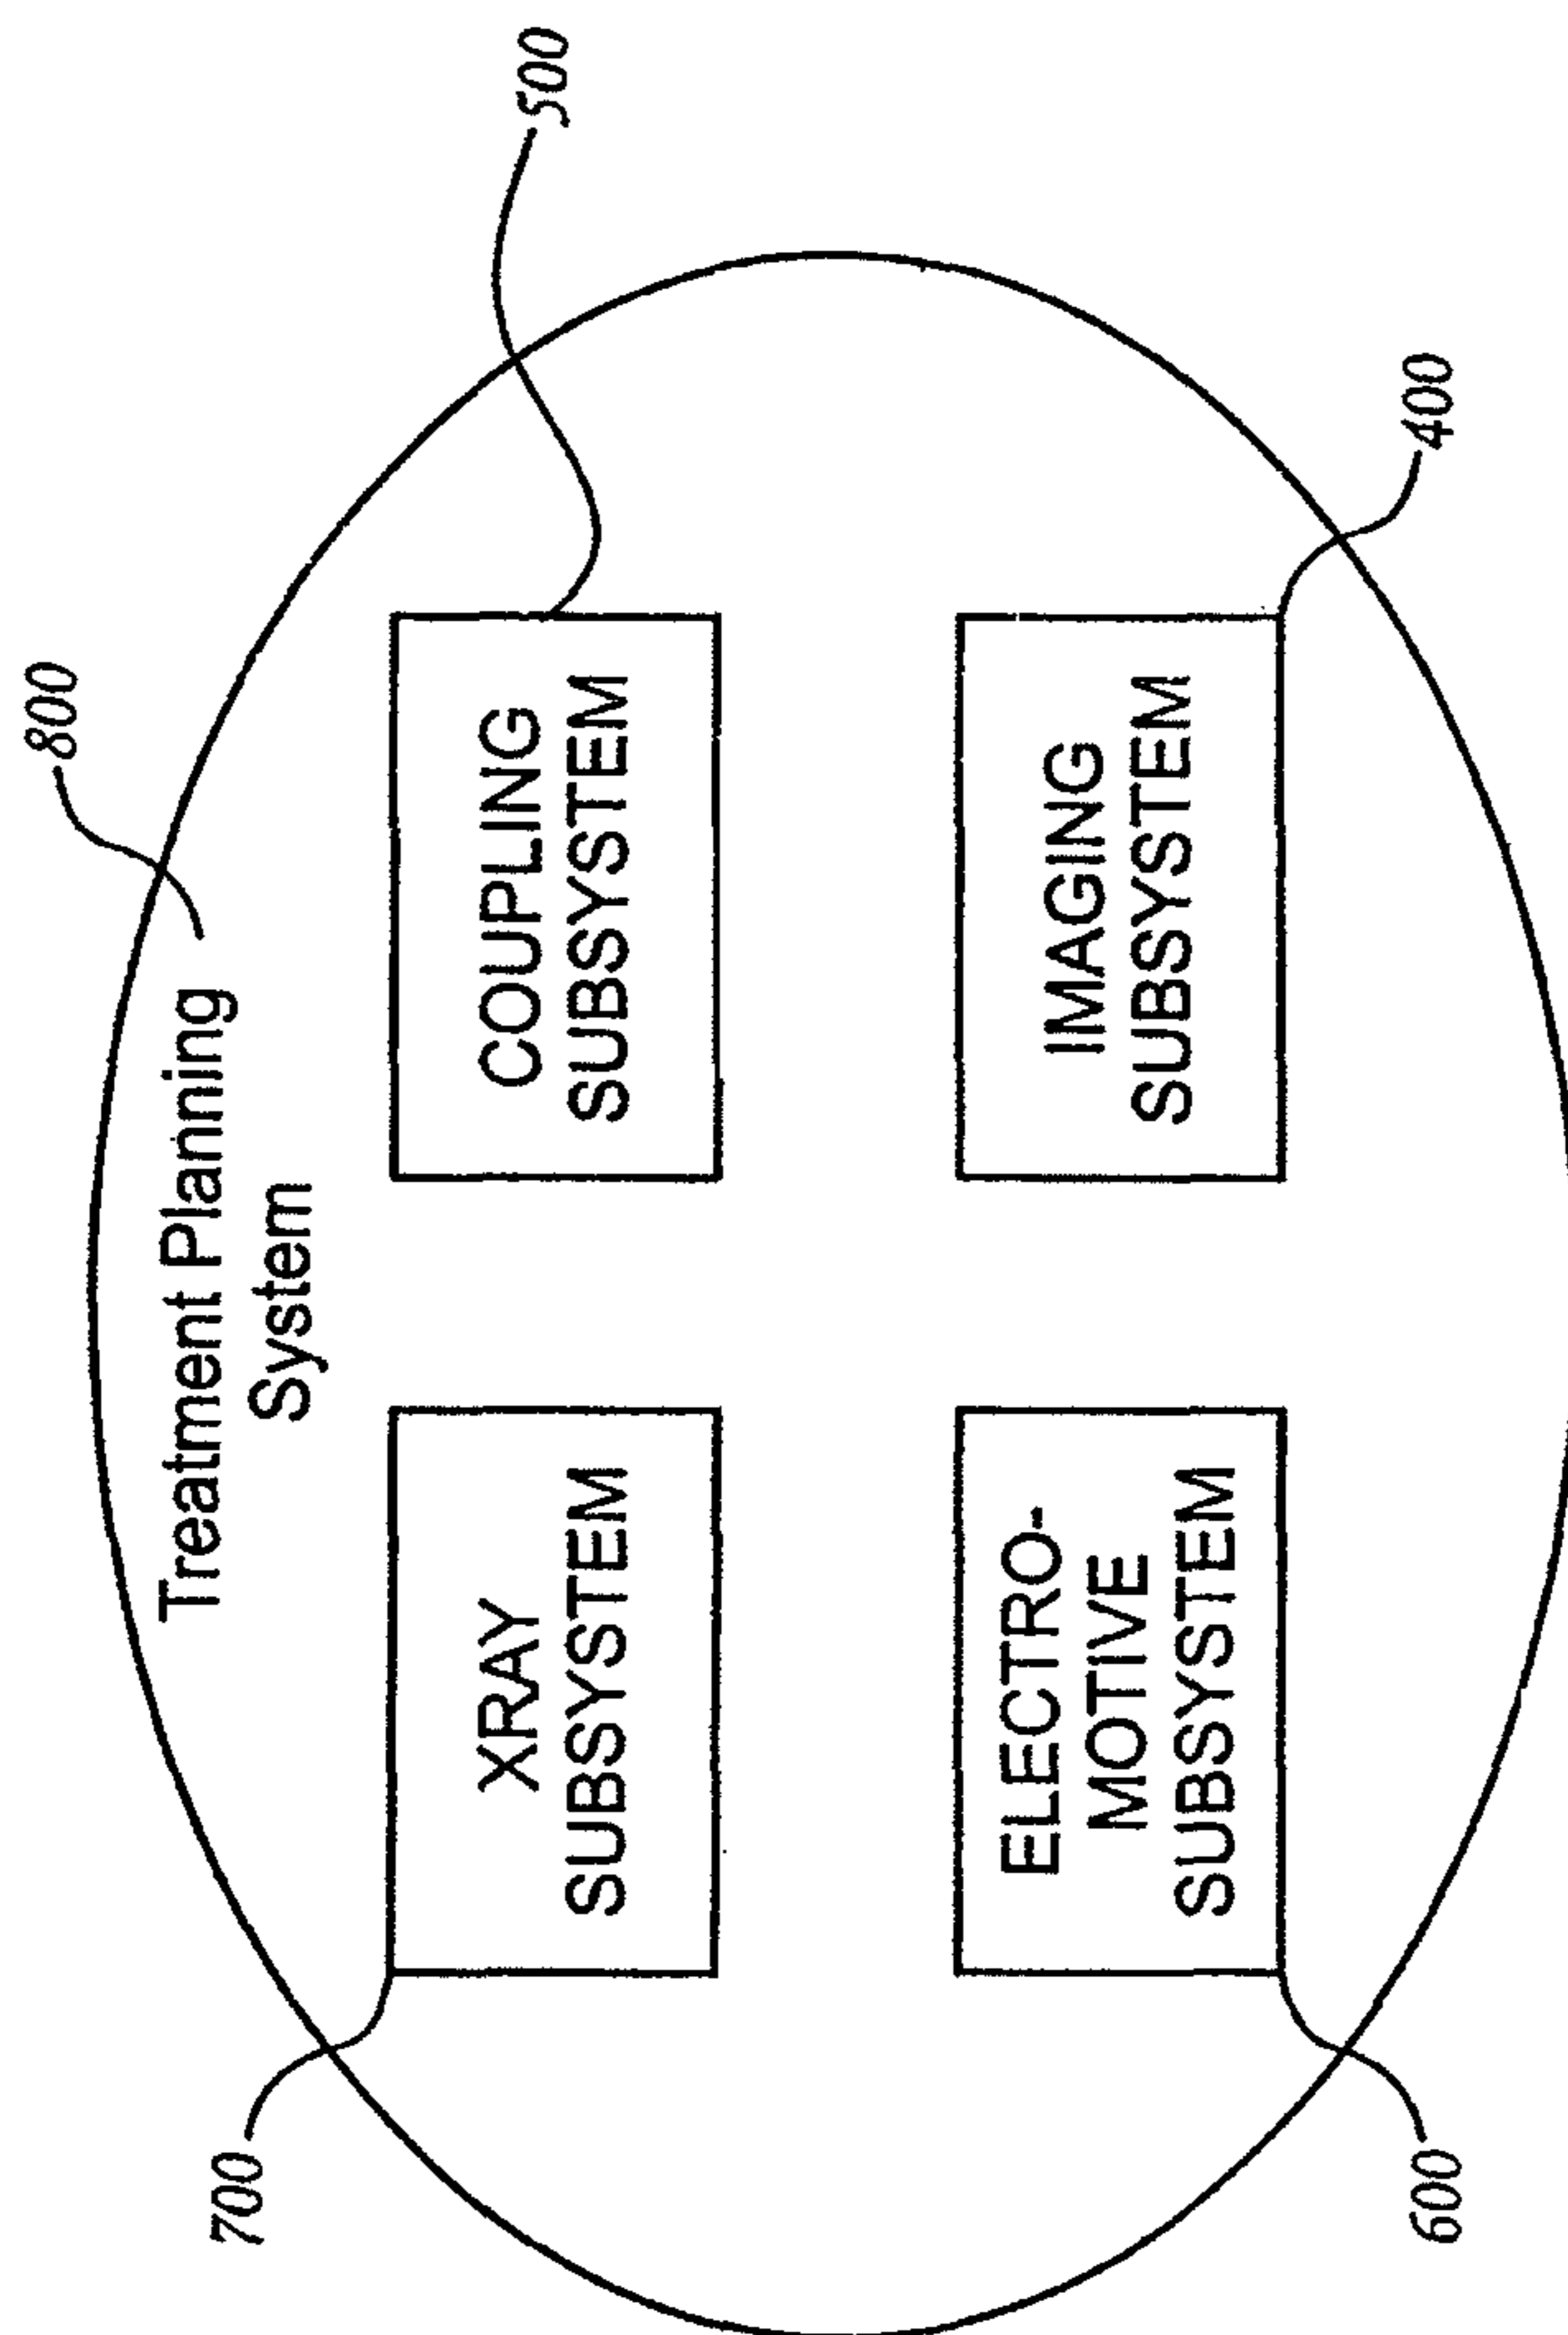 800
Treatment Planning
System
700
XRAY
SUBSYSTEM
500
COUPLING
SUBSYSTEM
600
ELECTRO-
MOTIVE
SUBSYSTEM
400
IMAGING
SUBSYSTEM